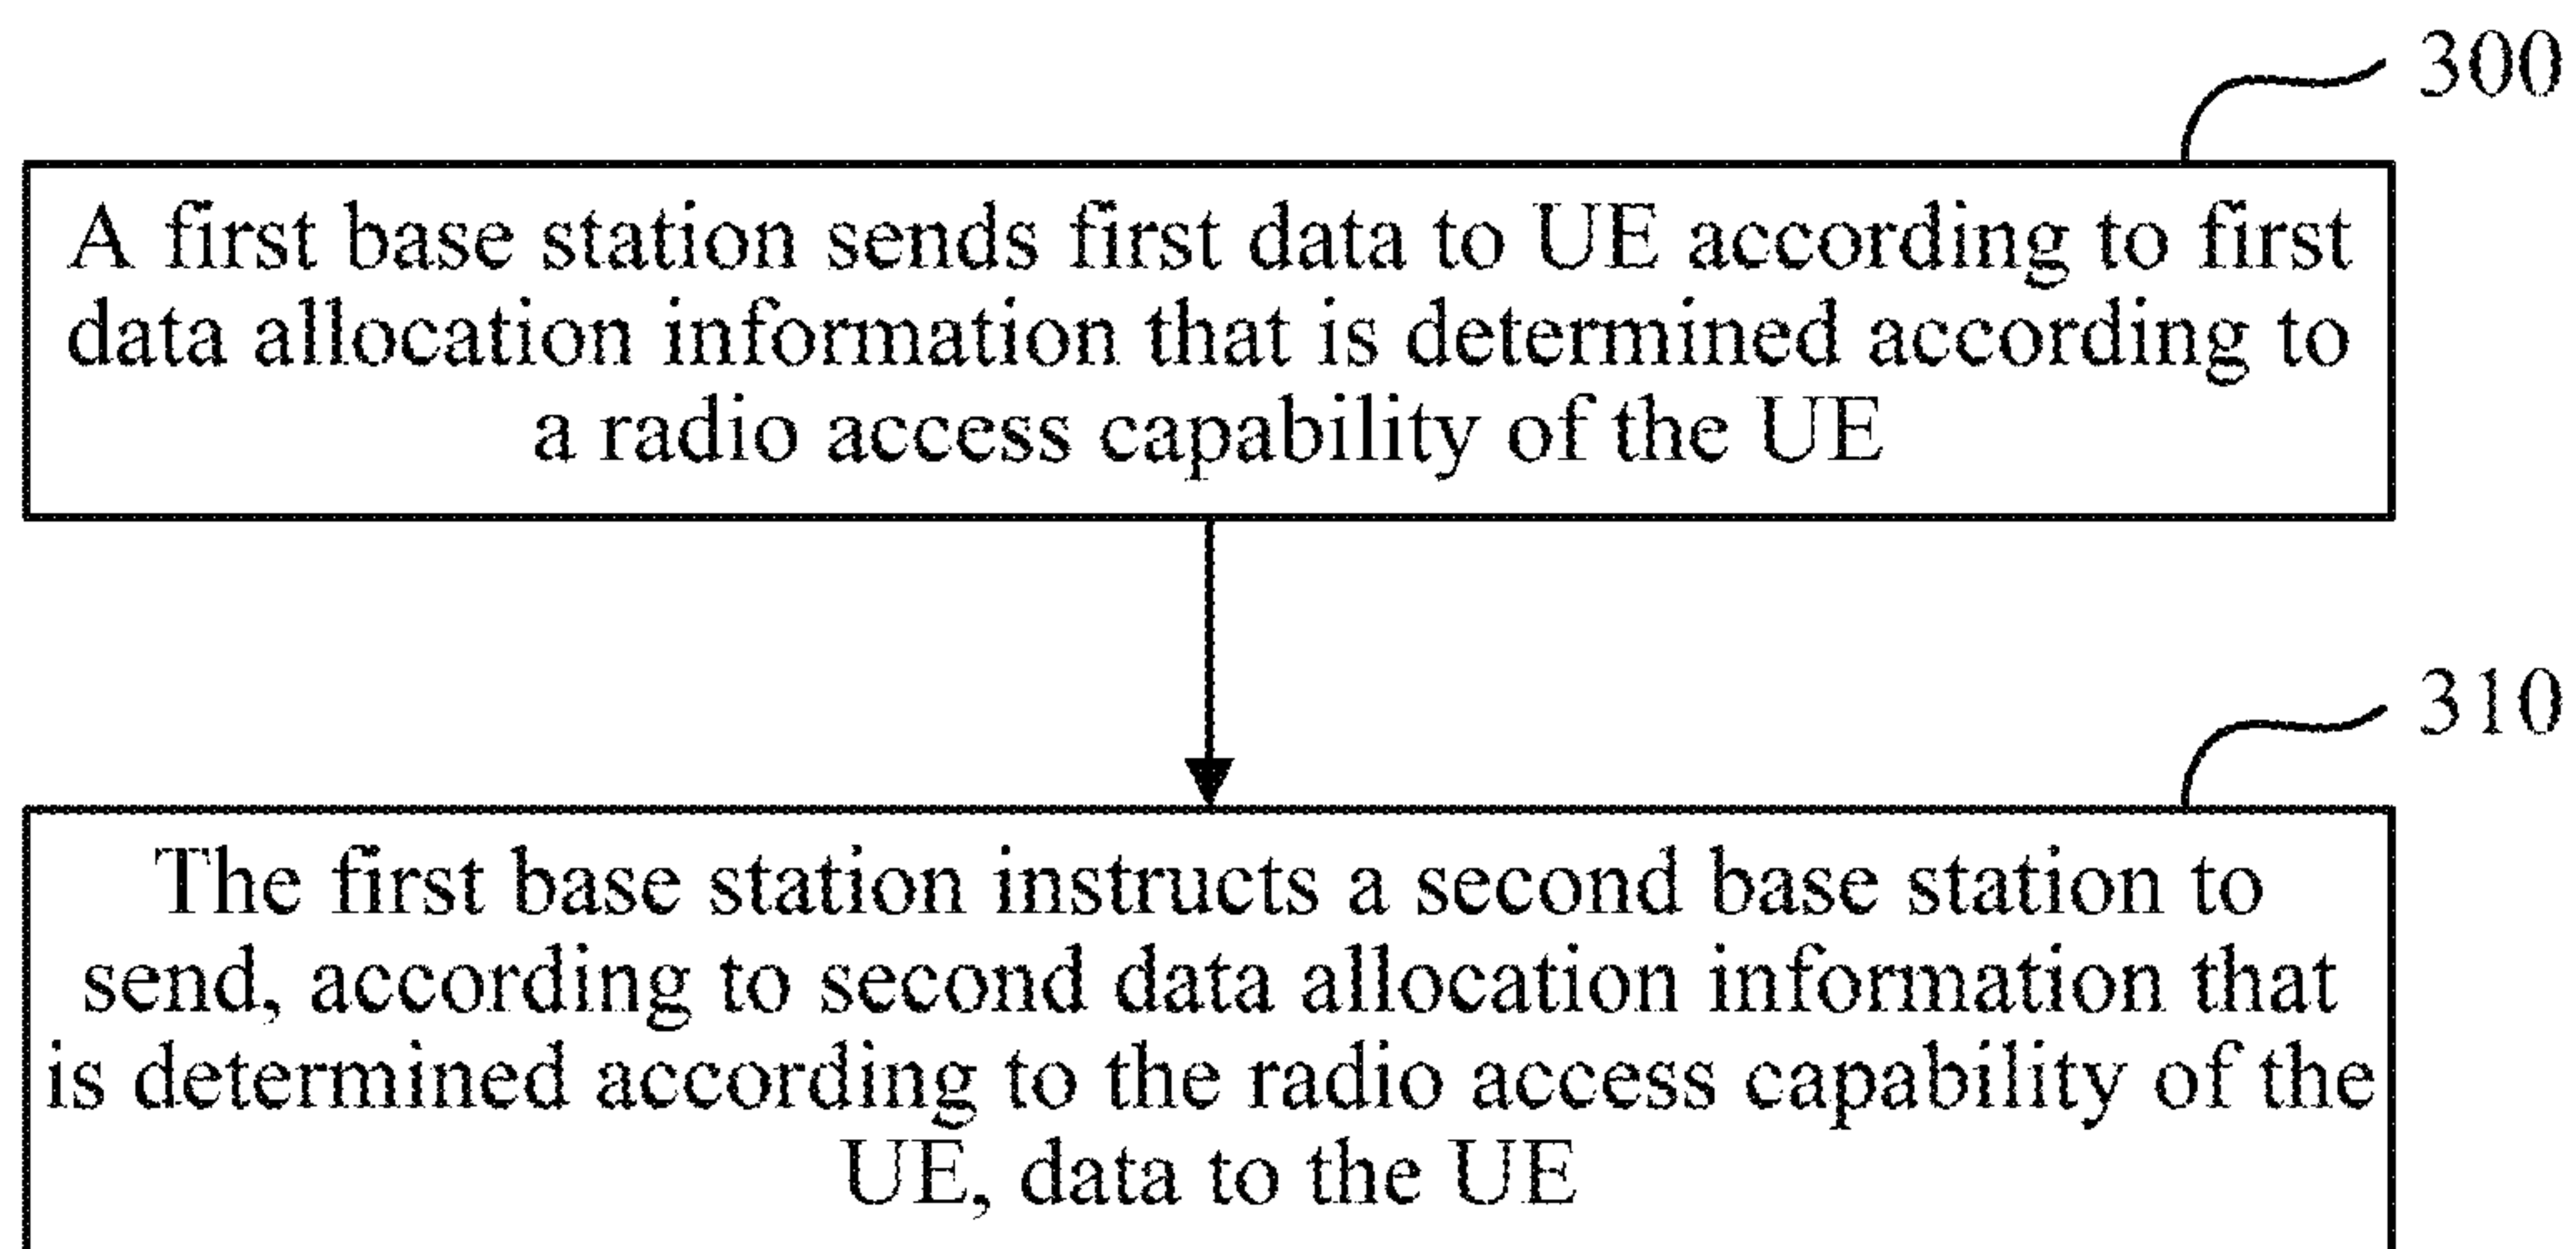 300
A first base station sends first data to UE according to first
data allocation information that is determined according to
a radio access capability of the UE
310
The first base station instructs a second base station to
send, according to second data allocation information that
is determined according to the radio access capability of the
UE, data to the UE